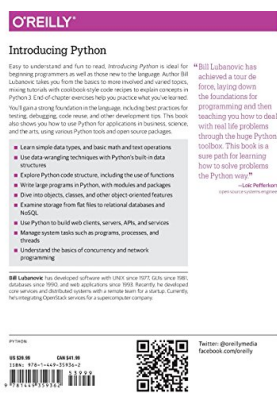 O'REILLY®
Introducing Python
Easy to understand and fun to read, Introducing Python is ideal for
beginning programmers as well as those new to the language. Author Bill
Lubanovic takes you from the basics to more involved and varied topics,
mixing tutorials with cookbook-style code recipes to explain concepts in
Python 3. End-of-chapter exercises help you practice what you've learned.
You'll gain a strong foundation in the language, including best practices for
testing, debugging, code reuse, and other development tips. This book
also shows you how to use Python for applications in business, science,
and the arts, using various Python tools and open source packages.
■ Learn simple data types, and basic math and text operations
■ Use data-wrangling techniques with Python's built-in
data structures
■ Explore Python code structure, including the use of functions
■ Write large programs in Python, with modules and packages
■ Dive into objects, classes, and other object-oriented features
■ Examine storage from flat files to relational databases and
NoSQL
■ Use Python to build web clients, servers, APIs, and services
■ Manage system tasks such as programs, processes, and
threads
■ Understand the basics of concurrency and network
programming
Bill Lubanovic has developed software with UNIX since 1977, GUIs since 1981,
databases since 1990, and web applications since 1993. Recently, he developed
core services and distributed systems with a remote team for a startup. Currently,
he's integrating OpenStack services for a supercomputer company.
"Bill Lubanovic has
achieved a tour de
force, laying down
the foundations for
programming and then
teaching you how to deal
with real life problems
through the huge Python
toolbox. This book is a
sure path for learning
how to solve problems
the Python way."
—Loïc Pefferkorn
open source systems engineer
PYTHON
US $39.99 CAN $41.99
ISBN: 978-1-449-35936-2
53999
9 781449 359362
Twitter: @oreillymedia
facebook.com/oreilly